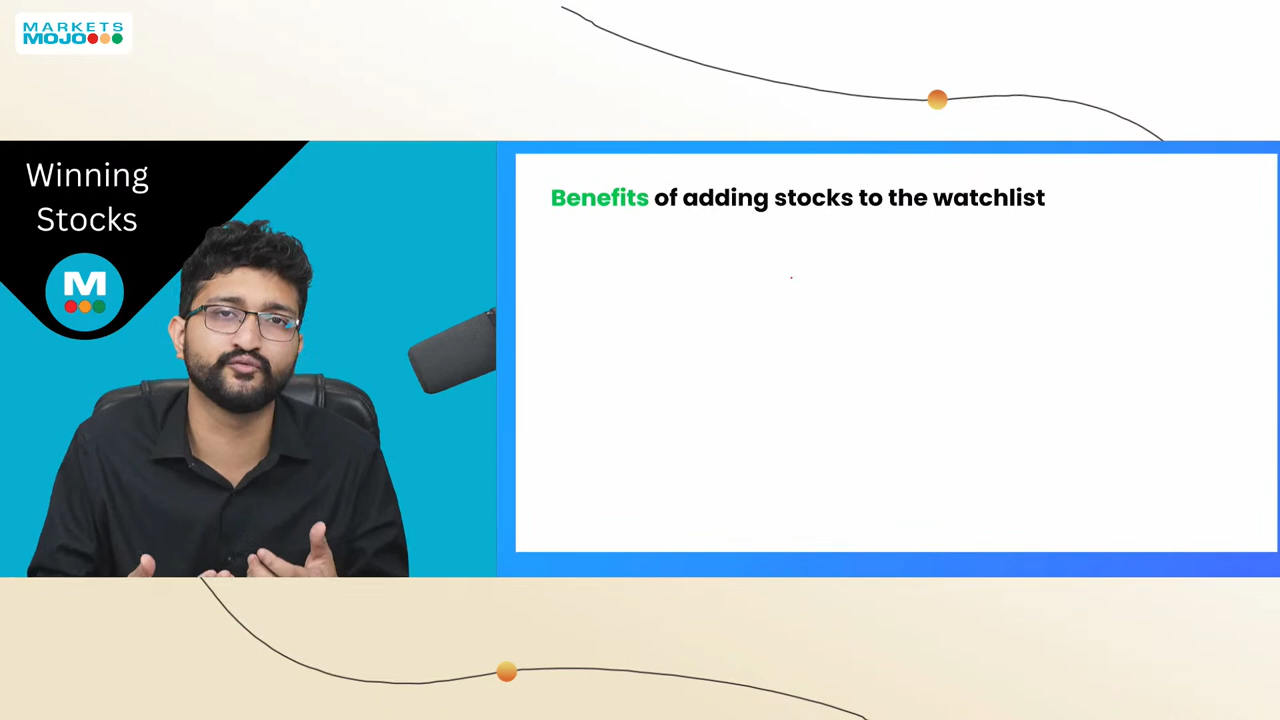 MARKETS
MOJO
Winning
Stocks
M
Benefits of adding stocks to the watchlist